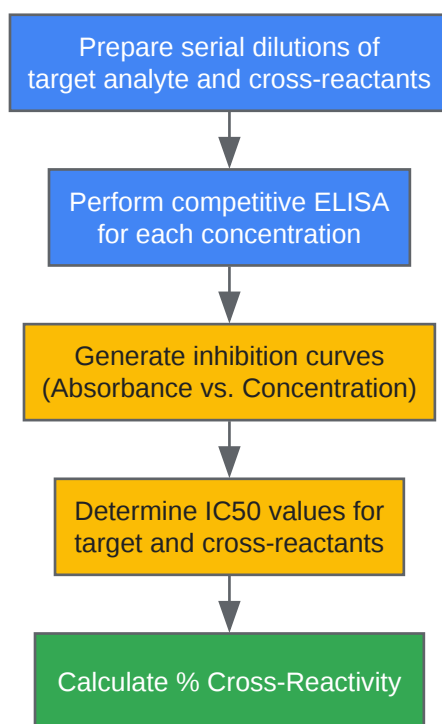 Prepare serial dilutions of
target analyte and cross-reactants
Perform competitive ELISA
for each concentration
Generate inhibition curves
(Absorbance vs. Concentration)
Determine IC50 values for
target and cross-reactants
Calculate % Cross-Reactivity